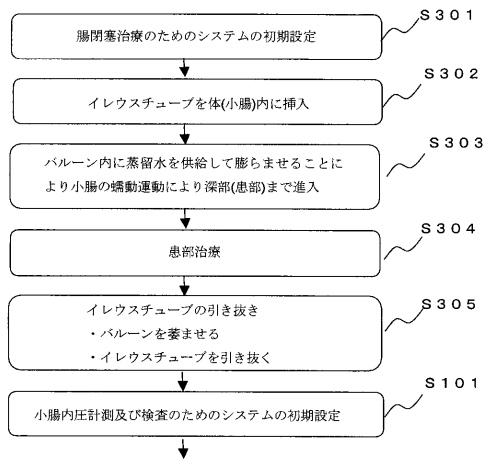 S301
腸閉塞治療のためのシステムの初期設定
S302
イレウスチューブを体(小腸)内に挿入
S303
バルーン内に蒸留水を供給して膨らませることに
より小腸の蠕動運動により深部(患部)まで進入
S304
患部治療
S305
イレウスチューブの引き抜き
・バルーンを萎ませる
・イレウスチューブを引き抜く
S101
小腸内圧計測及び検査のためのシステムの初期設定